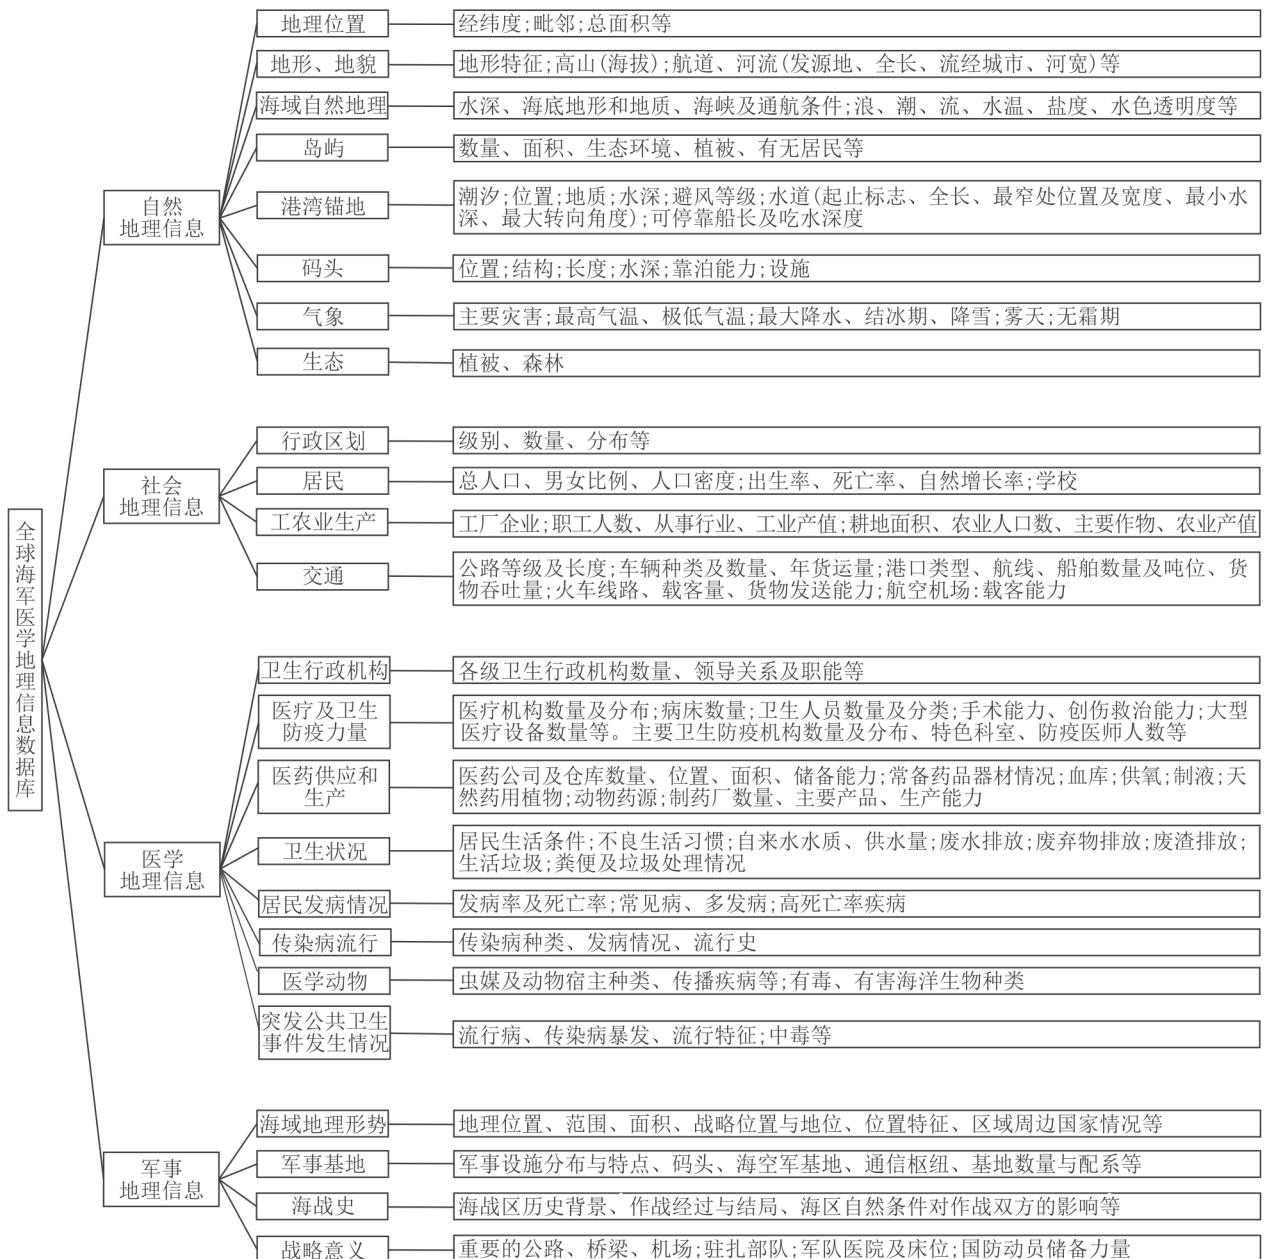 全球海军医学地理信息数据库
自然
地理信息
地理位置
经纬度;毗邻;总面积等
地形、地貌
地形特征;高山(海拔);航道、河流(发源地、全长、流经城市、河宽)等
海域自然地理
水深、海底地形和地质、海峡及通航条件;浪、潮、流、水温、盐度、水色透明度等
岛屿
数量、面积、生态环境、植被、有无居民等
港湾锚地
潮汐;位置;地质;水深;避风等级;水道(起止标志、全长、最窄处位置及宽度、最小水
深、最大转向角度);可停靠船长及吃水深度
码头
位置;结构;长度;水深;靠泊能力;设施
气象
主要灾害;最高气温、极低气温;最大降水、结冰期、降雪;雾天;无霜期
生态
植被、森林
社会
地理信息
行政区划
级别、数量、分布等
居民
总人口、男女比例、人口密度;出生率、死亡率、自然增长率;学校
工农业生产
工厂企业;职工人数、从事行业、工业产值;耕地面积、农业人口数、主要作物、农业产值
交通
公路等级及长度;车辆种类及数量、年货运量;港口类型、航线、船舶数量及吨位、货
物吞吐量;火车线路、载客量、货物发送能力;航空机场:载客能力
医学
地理信息
卫生行政机构
各级卫生行政机构数量、领导关系及职能等
医疗及卫生
防疫力量
医疗机构数量及分布;病床数量;卫生人员数量及分类;手术能力、创伤救治能力;大型
医疗设备数量等。主要卫生防疫机构数量及分布、特色科室、防疫医师人数等
医药供应和
生产
医药公司及仓库数量、位置、面积、储备能力;常备药品器材情况;血库;供氧;制液;天
然药用植物;动物药源;制药厂数量、主要产品、生产能力
卫生状况
居民生活条件;不良生活习惯;自来水水质、供水量;废水排放;废弃物排放;废渣排放;
生活垃圾;粪便及垃圾处理情况
居民发病情况
发病率及死亡率;常见病、多发病;高死亡率疾病
传染病流行
传染病种类、发病情况、流行史
医学动物
虫媒及动物宿主种类、传播疾病等;有毒、有害海洋生物种类
突发公共卫生
事件发生情况
流行病、传染病暴发、流行特征;中毒等
军事
地理信息
海域地理形势
地理位置、范围、面积、战略位置与地位、位置特征、区域周边国家情况等
军事基地
军事设施分布与特点、码头、海空军基地、通信枢纽、基地数量与配系等
海战史
海战区历史背景、作战经过与结局、海区自然条件对作战双方的影响等
战略意义
重要的公路、桥梁、机场;驻扎部队;军队医院及床位;国防动员储备力量